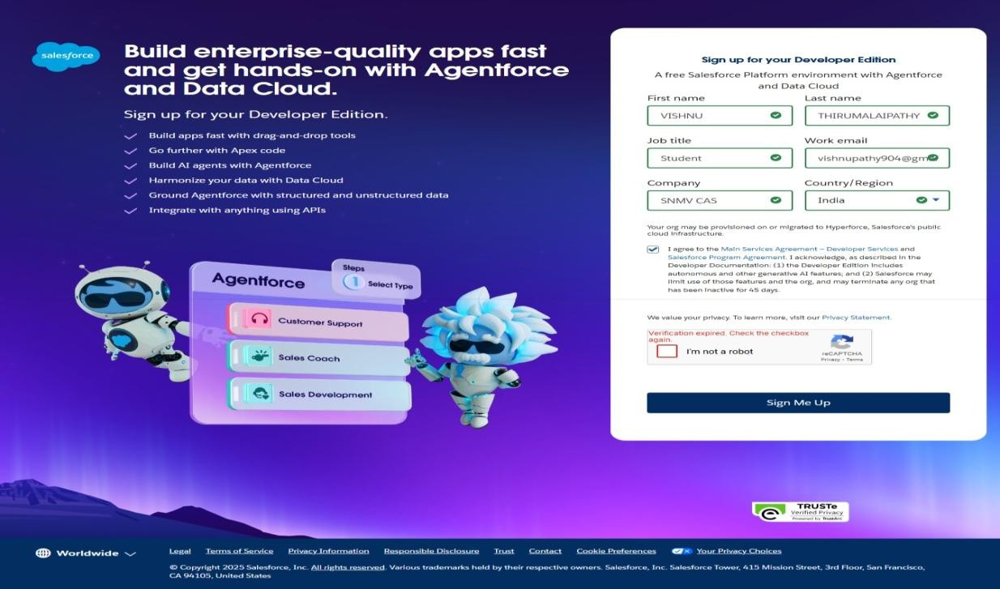 salesforce
Build enterprise-quality apps fast
and get hands-on with Agentforce
and Data Cloud.
Sign up for your Developer Edition.
Build apps fast with drag-and-drop tools
Go further with Apex code
Build AI agents with Agentforce
Harmonize your data with Data Cloud
Ground Agentforce with structured and unstructured data
Integrate with anything using APIs
Agentforce
Steps
1 Select Type
Customer Support
Sales Coach
Sales Development
Sign up for your Developer Edition
A free Salesforce Platform environment with Agentforce
and Data Cloud
First name Last name
VISHNU THIRUMALAIPATHY
Job title Work email
Student vishnupathy904@gm
Company Country/Region
SNMV CAS India
Your org may be provisioned on or migrated to Hyperforce, Salesforce's public
cloud infrastructure.
I agree to the Main Services Agreement – Developer Services and
Salesforce Program Agreement. I acknowledge, as described in the
Developer Documentation: (1) the Developer Edition includes
autonomous and other generative AI features; and (2) Salesforce may
limit use of those features and the org, and may terminate any org that
has been inactive for 45 days.
We value your privacy. To learn more, visit our Privacy Statement.
Verification expired. Check the checkbox
again.
I'm not a robot
reCAPTCHA
Privacy - Terms
Sign Me Up
TRUSTe
Verified Privacy
Powered by TrustArc
Worldwide
Legal Terms of Service Privacy Information Responsible Disclosure Trust Contact Cookie Preferences Your Privacy Choices
© Copyright 2025 Salesforce, Inc. All rights reserved. Various trademarks held by their respective owners. Salesforce, Inc. Salesforce Tower, 415 Mission Street, 3rd Floor, San Francisco,
CA 94105, United States